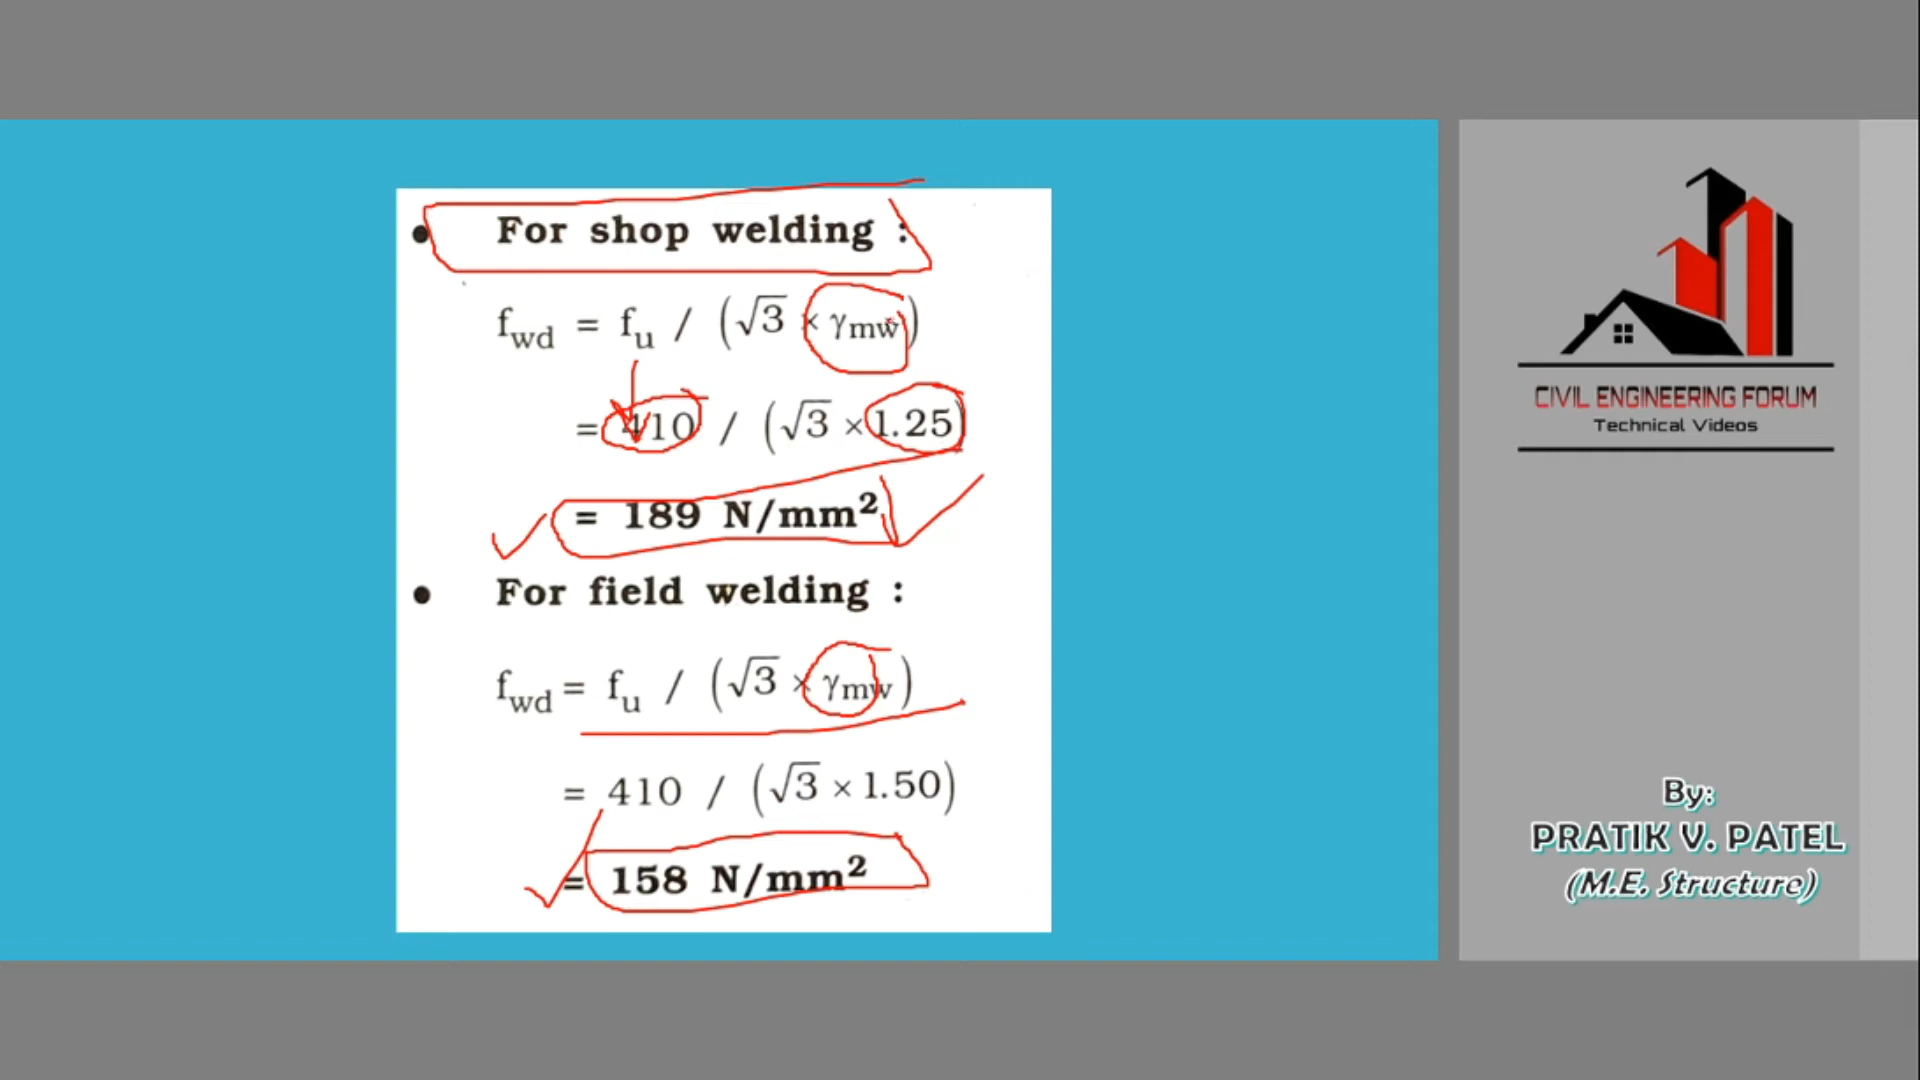 • For shop welding :
fwd = fu / (√3 × γmw)
= 410 / (√3 × 1.25)
= 189 N/mm²
• For field welding :
fwd = fu / (√3 × γmw)
= 410 / (√3 × 1.50)
= 158 N/mm²
CIVIL ENGINEERING FORUM
Technical Videos
By:
PRATIK V. PATEL
(M.E. Structure)